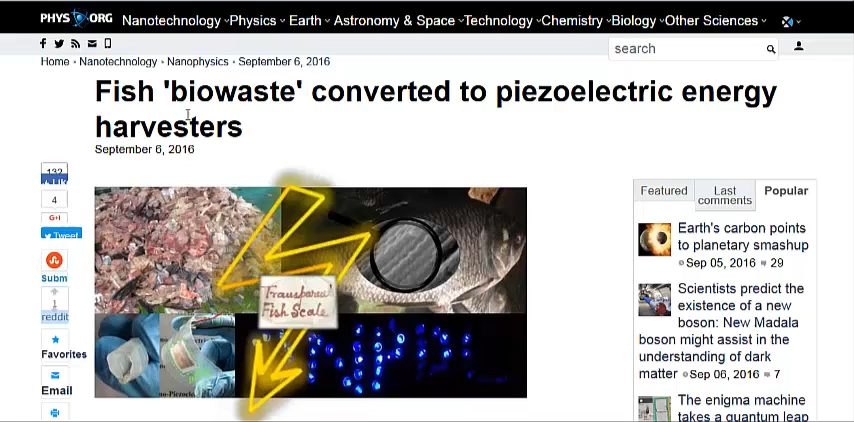 PHYS ORG Nanotechnology Physics Earth Astronomy & Space Technology Chemistry Biology Other Sciences
search
Home • Nanotechnology • Nanophysics • September 6, 2016
Fish 'biowaste' converted to piezoelectric energy
harvesters
September 6, 2016
132
Like
4
G+1
Tweet
Subm
1
reddit
Favorites
Email
Transparent
Fish Scale
Featured
Last
comments
Popular
Earth's carbon points
to planetary smashup
Sep 05, 2016 29
Scientists predict the
existence of a new
boson: New Madala
boson might assist in the
understanding of dark
matter Sep 06, 2016 7
The enigma machine
takes a quantum leap